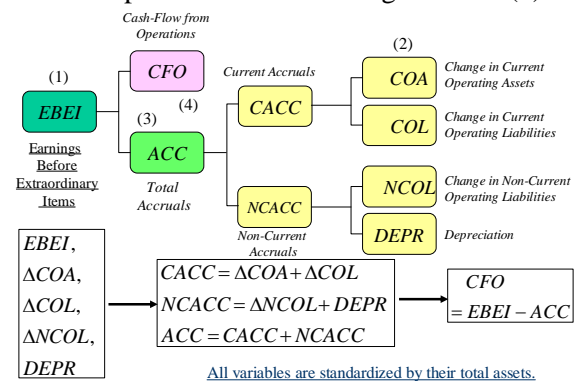 Cash-Flow from
Operations
(1)
CFO
(2)
Current Accruals
COA
Change in Current
Operating Assets
EBEI
(3)
(4)
CACC
COL
Change in Current
Operating Liabilities
Earnings
Before
Extraordinary
Items
ACC
Total
Accruals
NCACC
Non-Current
Accruals
NCOL
Change in Non-Current
Operating Liabilities
DEPR
Depreciation
EBEI,
ΔCOA,
ΔCOL,
ΔNCOL,
DEPR
CACC = ΔCOA + ΔCOL
NCACC = ΔNCOL + DEPR
ACC = CACC + NCACC
CFO
= EBEI − ACC
All variables are standardized by their total assets.